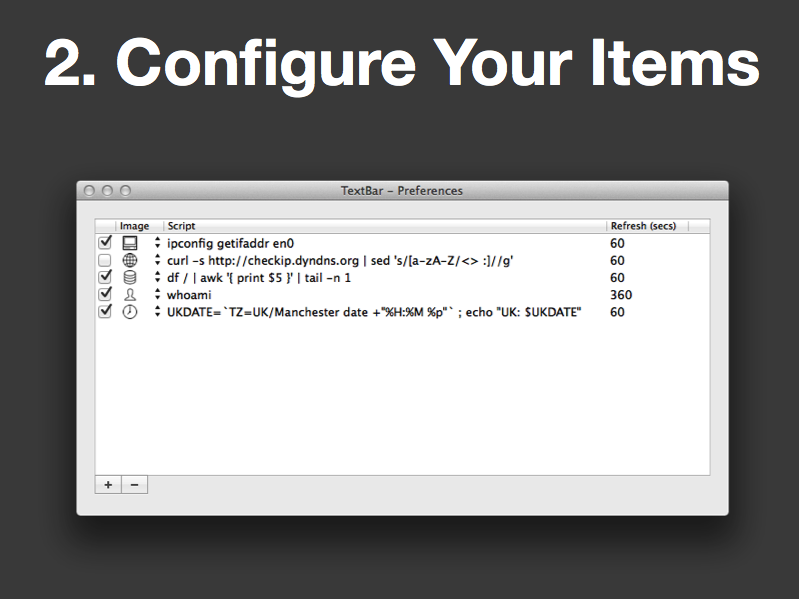 2. Configure Your Items
TextBar – Preferences
Image Script Refresh (secs)
ipconfig getifaddr en0 60
curl -s http://checkip.dyndns.org | sed 's/[a-zA-Z/<> :]//g' 60
df / | awk '{ print $5 }' | tail -n 1 60
whoami 360
UKDATE=`TZ=UK/Manchester date +"%H:%M %p"` ; echo "UK: $UKDATE" 60
+ −